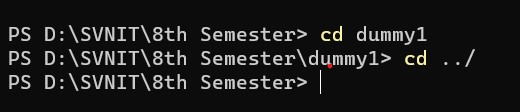 PS D:\SVNIT\8th Semester> cd dummy1
PS D:\SVNIT\8th Semester\dummy1> cd ../
PS D:\SVNIT\8th Semester>